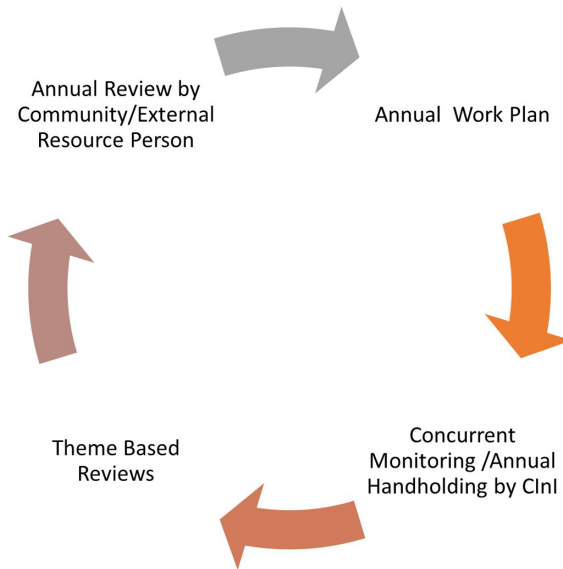 Annual Review by
Community/External
Resource Person
Annual Work Plan
Concurrent
Monitoring /Annual
Handholding by CInI
Theme Based
Reviews